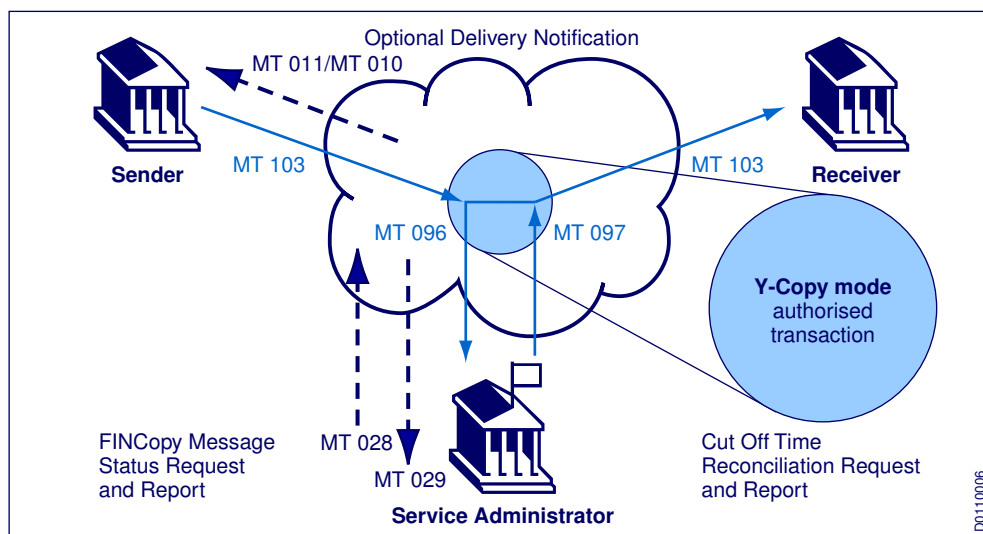 Optional Delivery Notification
MT 011/MT 010
MT 103
MT 103
Sender
Receiver
MT 096
MT 097
Y-Copy mode
authorised
transaction
FINCopy Message
Status Request
and Report
MT 028
MT 029
Cut Off Time
Reconciliation Request
and Report
Service Administrator
D0110006